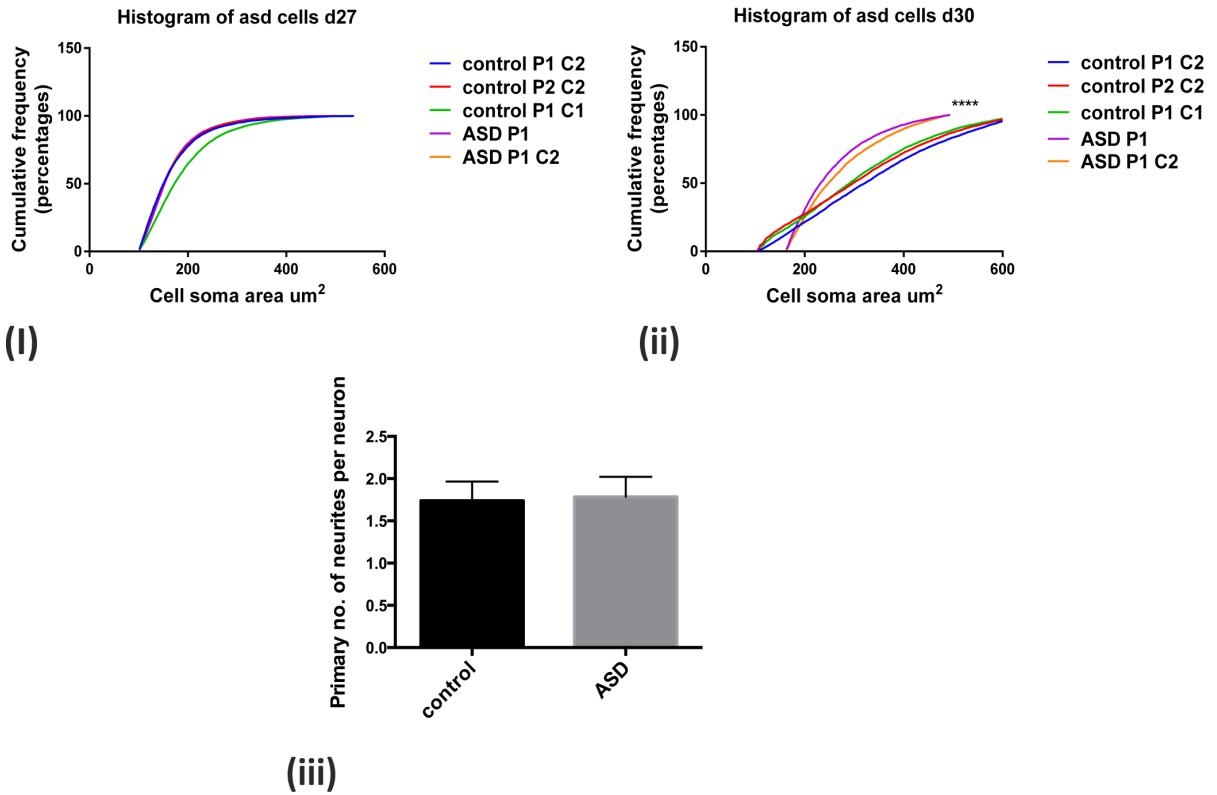 Histogram of asd cells d27
Cumulative frequency
(percentages)
150
100
50
0
0 200 400 600
Cell soma area um²
control P1 C2
control P2 C2
control P1 C1
ASD P1
ASD P1 C2
(I)
Histogram of asd cells d30
Cumulative frequency
(percentages)
150
100
50
0
0 200 400 600
Cell soma area um²
****
control P1 C2
control P2 C2
control P1 C1
ASD P1
ASD P1 C2
(ii)
Primary no. of neurites per neuron
2.5
2.0
1.5
1.0
0.5
0.0
control
ASD
(iii)